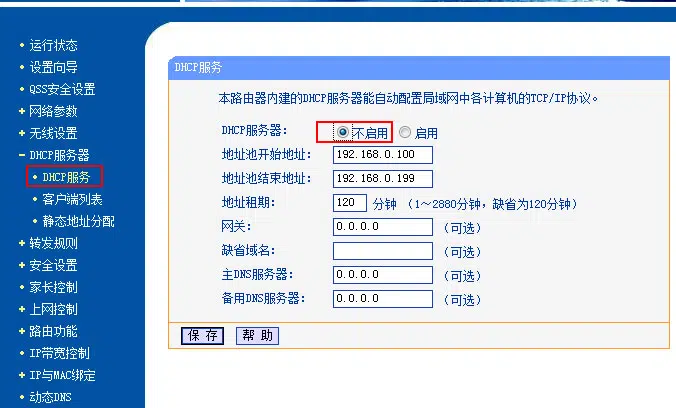 运行状态
设置向导
QSS安全设置
网络参数
无线设置
DHCP服务器
DHCP服务
客户端列表
静态地址分配
转发规则
安全设置
家长控制
上网控制
路由功能
IP带宽控制
IP与MAC绑定
动态DNS
DHCP服务
本路由器内建的DHCP服务器能自动配置局域网中各计算机的TCP/IP协议。
DHCP服务器： 不启用 启用
地址池开始地址： 192.168.0.100
地址池结束地址： 192.168.0.199
地址租期： 120 分钟 （1～2880分钟，缺省为120分钟）
网关： 0.0.0.0 （可选）
缺省域名： （可选）
主DNS服务器： 0.0.0.0 （可选）
备用DNS服务器： 0.0.0.0 （可选）
保 存 帮 助